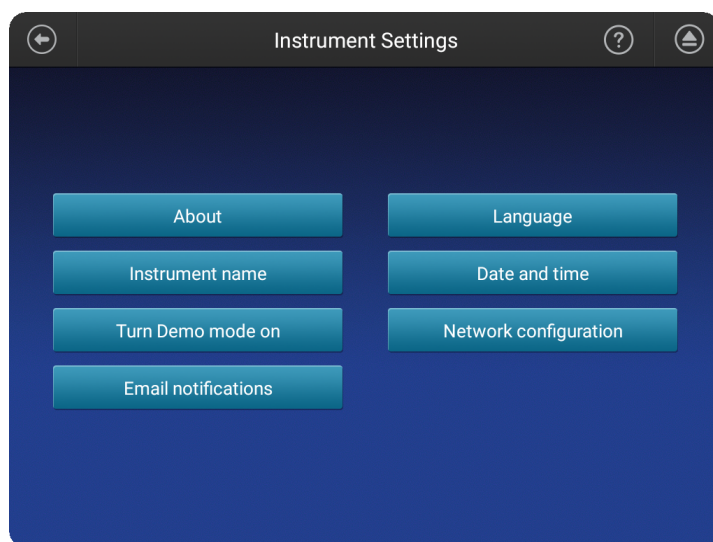 Instrument Settings
?
About
Language
Instrument name
Date and time
Turn Demo mode on
Network configuration
Email notifications